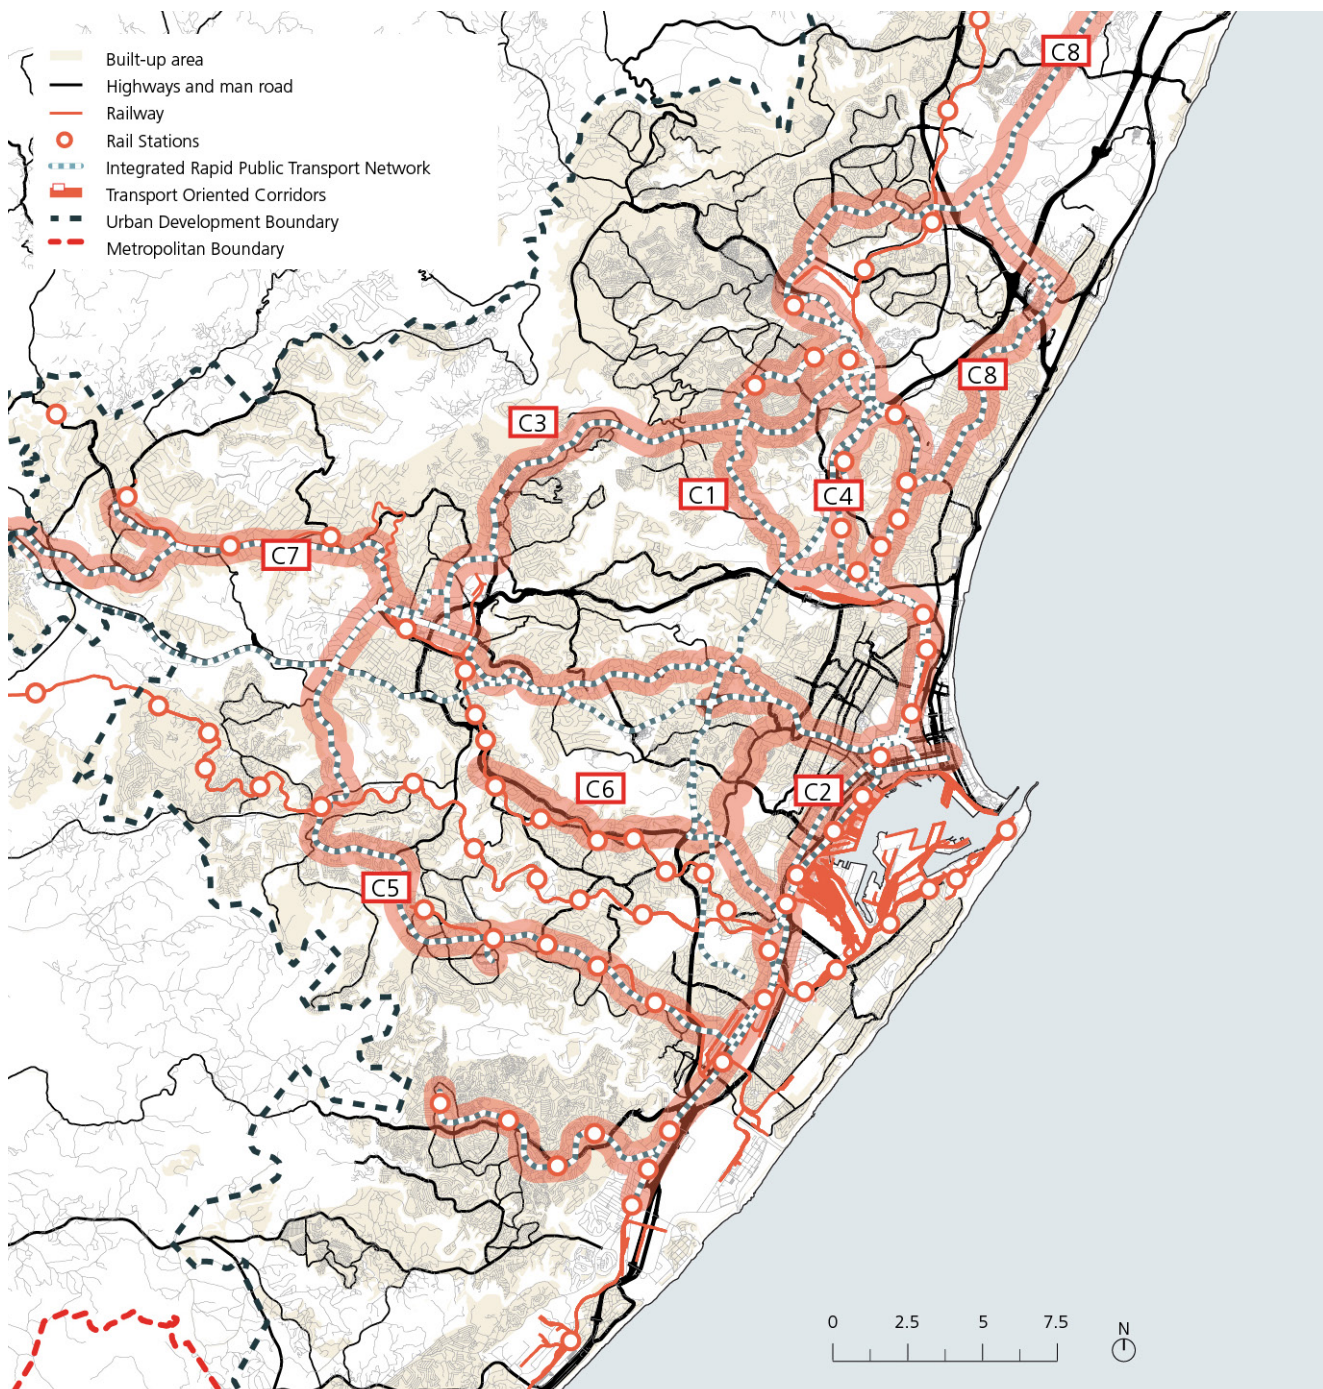 Built-up area
Highways and man road
Railway
Rail Stations
Integrated Rapid Public Transport Network
Transport Oriented Corridors
Urban Development Boundary
Metropolitan Boundary
C8
C8
C3
C1
C4
C7
C6
C2
C5
0 2.5 5 7.5
N